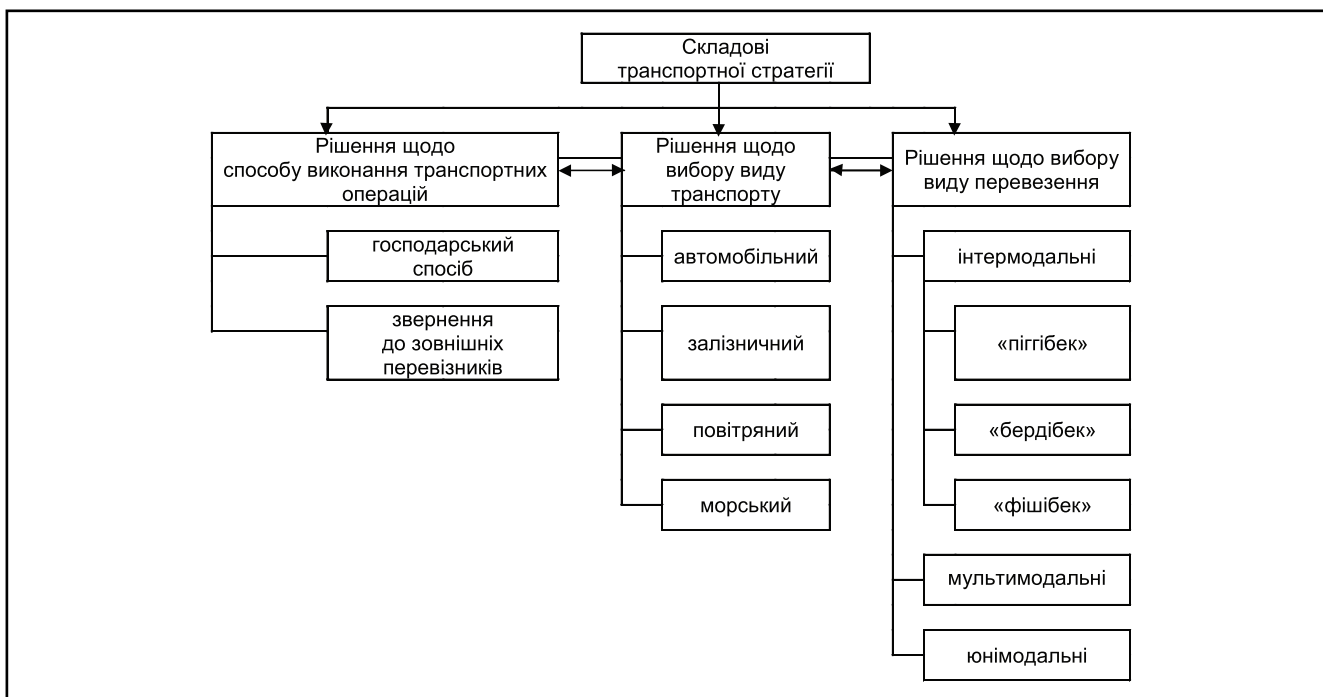 Складові
транспортної стратегії
Рішення щодо
способу виконання транспортних
операцій
Рішення щодо
вибору виду
транспорту
Рішення щодо вибору
виду перевезення
господарський
спосіб
звернення
до зовнішніх
перевізників
автомобільний
залізничний
повітряний
морський
інтермодальні
«піггібек»
«бердібек»
«фішібек»
мультимодальні
юнімодальні